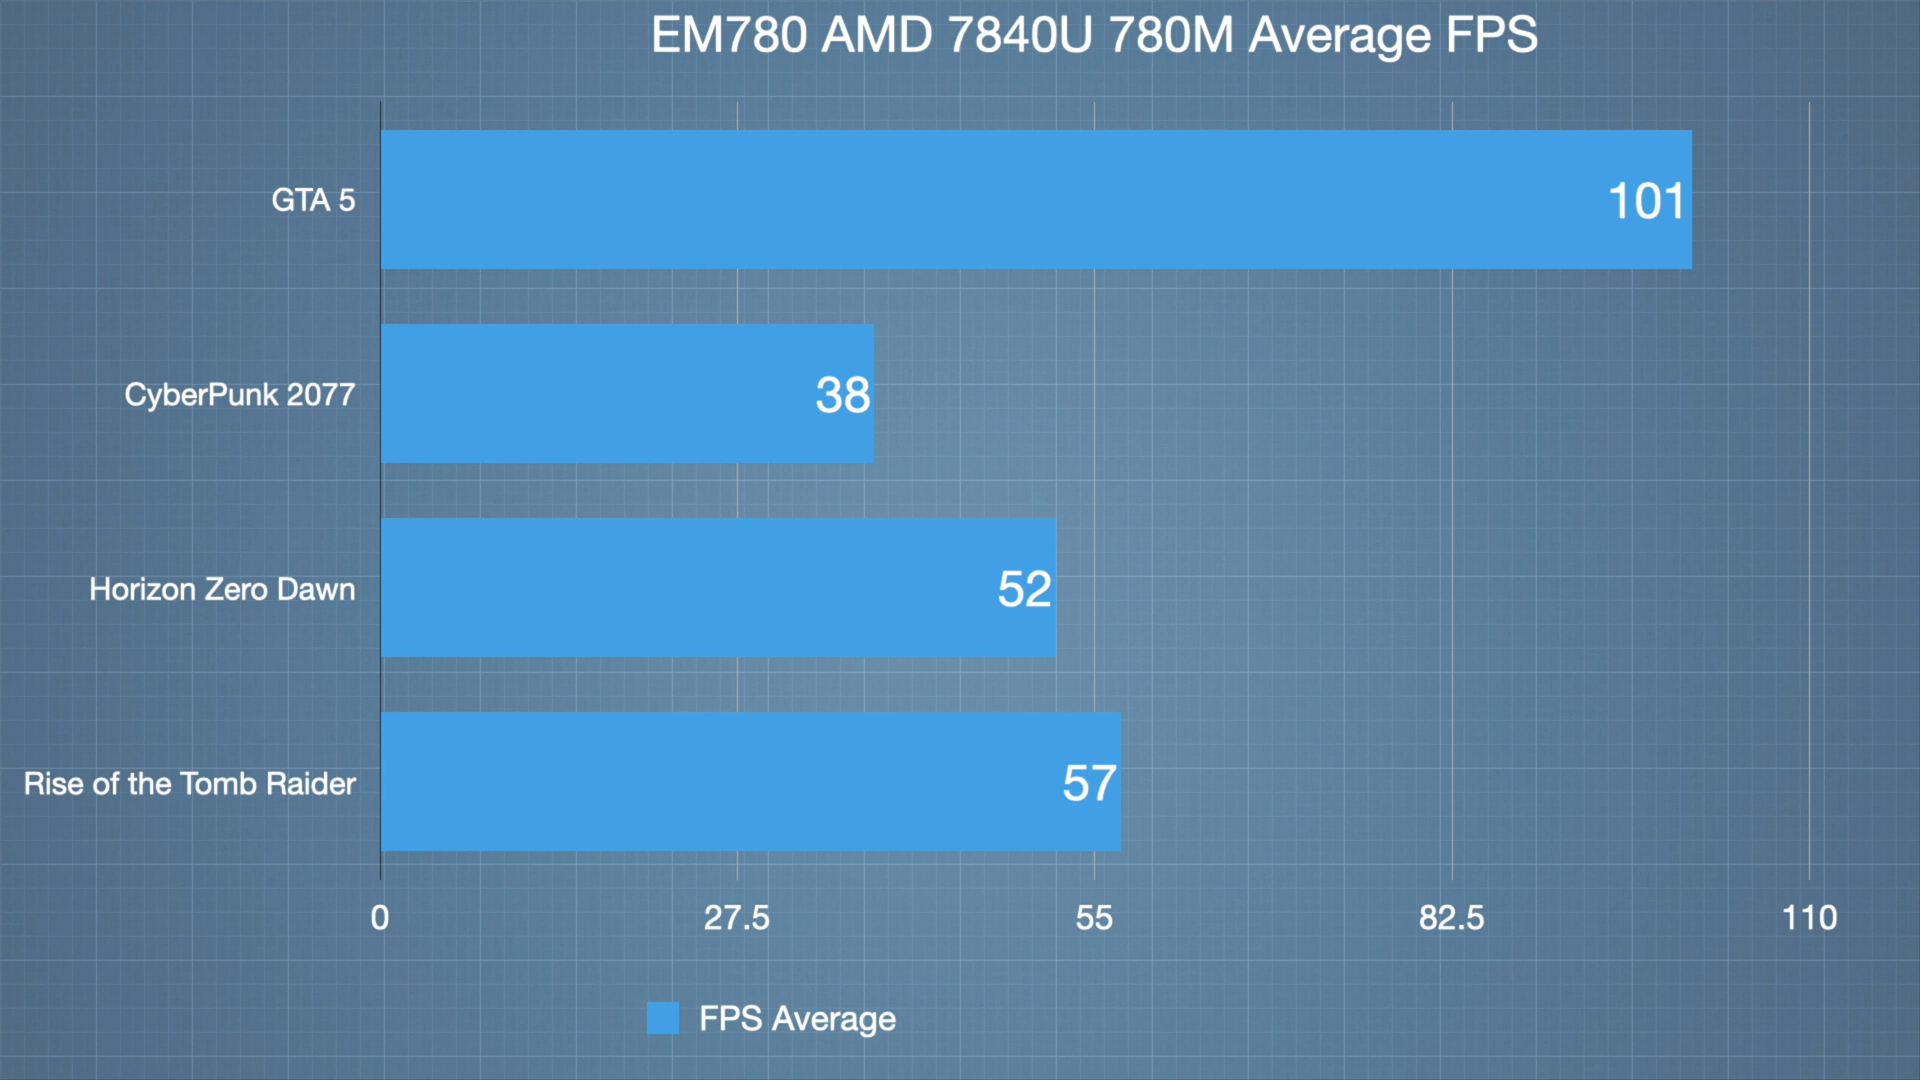 EM780 AMD 7840U 780M Average FPS
GTA 5
101
CyberPunk 2077
38
Horizon Zero Dawn
52
Rise of the Tomb Raider
57
0 27.5 55 82.5 110
FPS Average